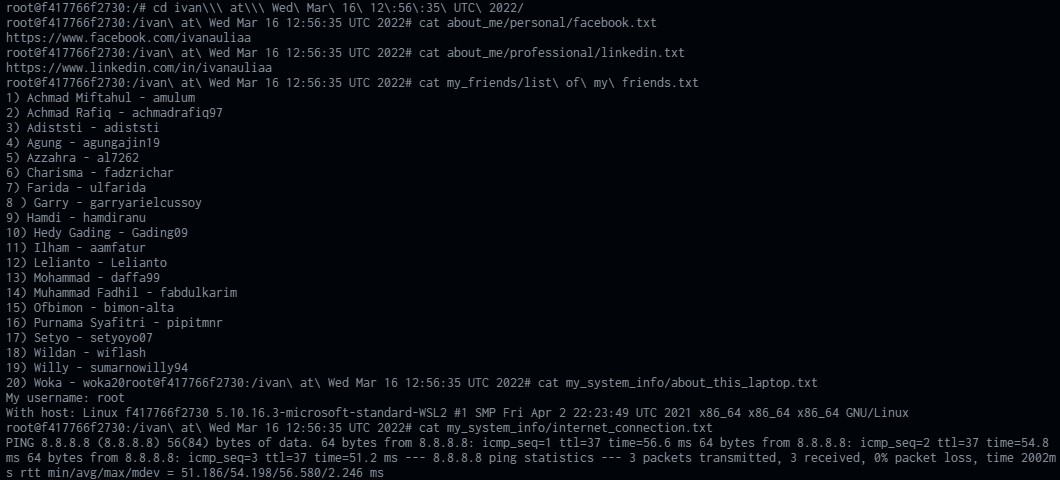 root@f417766f2730:/# cd ivan\\\ at\\\ Wed\ Mar\ 16\ 12\:56\:35\ UTC\ 2022/
root@f417766f2730:/ivan\ at\ Wed Mar 16 12:56:35 UTC 2022# cat about_me/personal/facebook.txt
https://www.facebook.com/ivanauliaa
root@f417766f2730:/ivan\ at\ Wed Mar 16 12:56:35 UTC 2022# cat about_me/professional/linkedin.txt
https://www.linkedin.com/in/ivanauliaa
root@f417766f2730:/ivan\ at\ Wed Mar 16 12:56:35 UTC 2022# cat my_friends/list\ of\ my\ friends.txt
1) Achmad Miftahul - amulum
2) Achmad Rafiq - achmadrafiq97
3) Adiststi - adiststi
4) Agung - agungajin19
5) Azzahra - al7262
6) Charisma - fadzrichar
7) Farida - ulfarida
8 ) Garry - garryarielcussoy
9) Hamdi - hamdiranu
10) Hedy Gading - Gading09
11) Ilham - aamfatur
12) Lelianto - Lelianto
13) Mohammad - daffa99
14) Muhammad Fadhil - fabdulkarim
15) Ofbimon - bimon-alta
16) Purnama Syafitri - pipitmnr
17) Setyo - setyoyo07
18) Wildan - wiflash
19) Willy - sumarnowilly94
20) Woka - woka20root@f417766f2730:/ivan\ at\ Wed Mar 16 12:56:35 UTC 2022# cat my_system_info/about_this_laptop.txt
My username: root
With host: Linux f417766f2730 5.10.16.3-microsoft-standard-WSL2 #1 SMP Fri Apr 2 22:23:49 UTC 2021 x86_64 x86_64 x86_64 GNU/Linux
root@f417766f2730:/ivan\ at\ Wed Mar 16 12:56:35 UTC 2022# cat my_system_info/internet_connection.txt
PING 8.8.8.8 (8.8.8.8) 56(84) bytes of data. 64 bytes from 8.8.8.8: icmp_seq=1 ttl=37 time=56.6 ms 64 bytes from 8.8.8.8: icmp_seq=2 ttl=37 time=54.8
ms 64 bytes from 8.8.8.8: icmp_seq=3 ttl=37 time=51.2 ms --- 8.8.8.8 ping statistics --- 3 packets transmitted, 3 received, 0% packet loss, time 2002m
s rtt min/avg/max/mdev = 51.186/54.198/56.580/2.246 ms